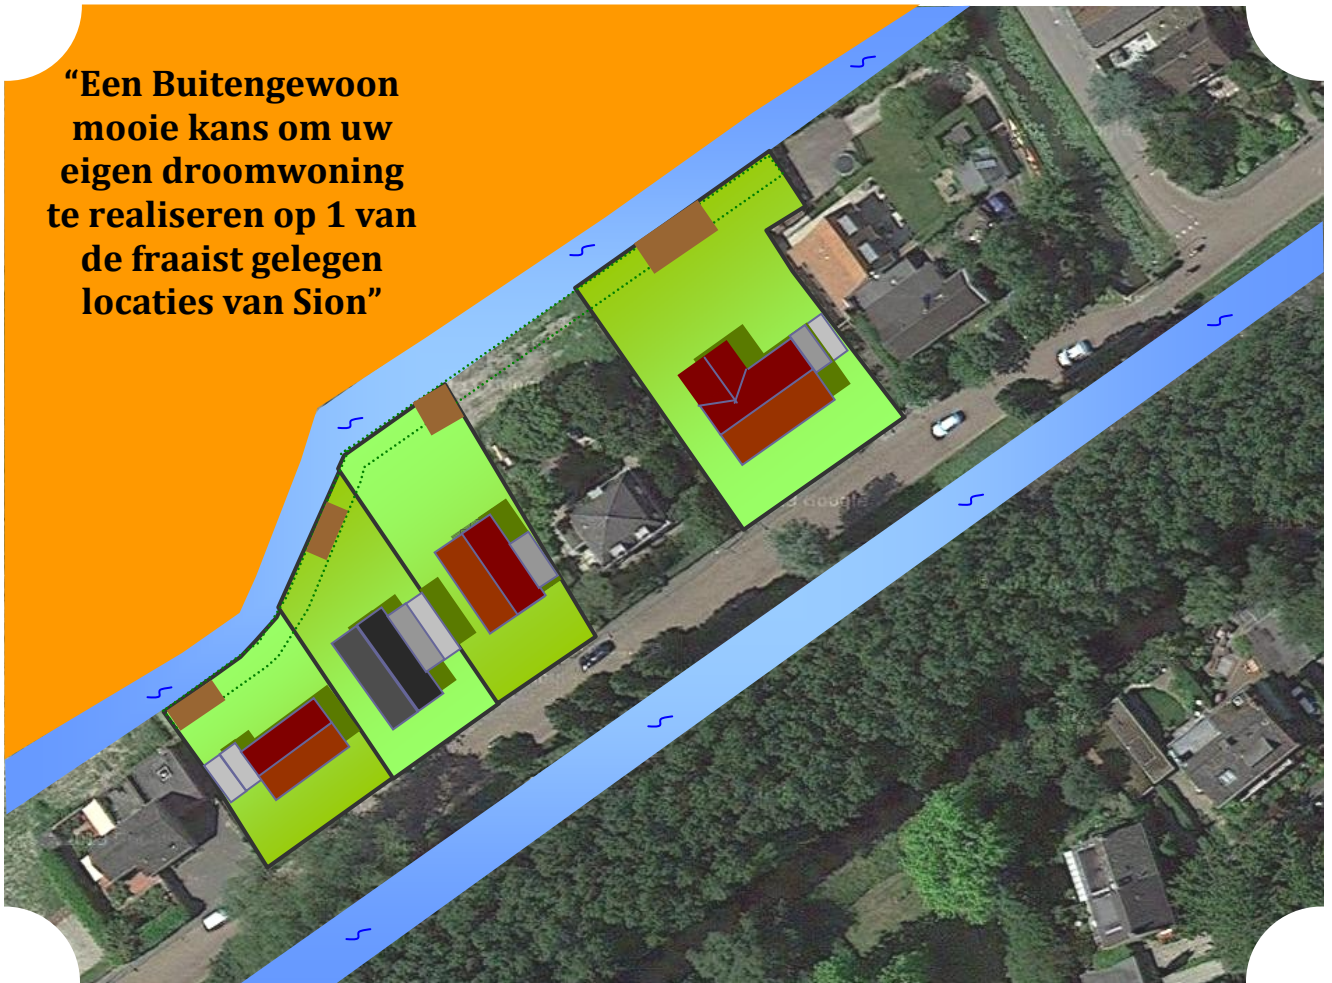 “Een Buitengewoon
mooie kans om uw
eigen droomwoning
te realiseren op 1 van
de fraaist gelegen
locaties van Sion”
Google